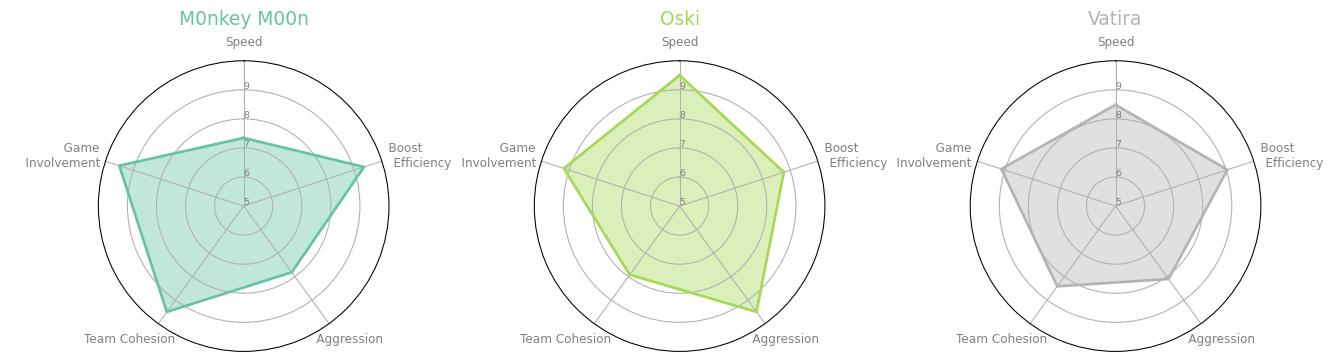 M0nkey M00n
Speed
9
8
7
6
5
Boost
Efficiency
Game
Involvement
Team Cohesion
Aggression
Oski
Speed
9
8
7
6
5
Boost
Efficiency
Game
Involvement
Team Cohesion
Aggression
Vatira
Speed
9
8
7
6
5
Boost
Efficiency
Game
Involvement
Team Cohesion
Aggression